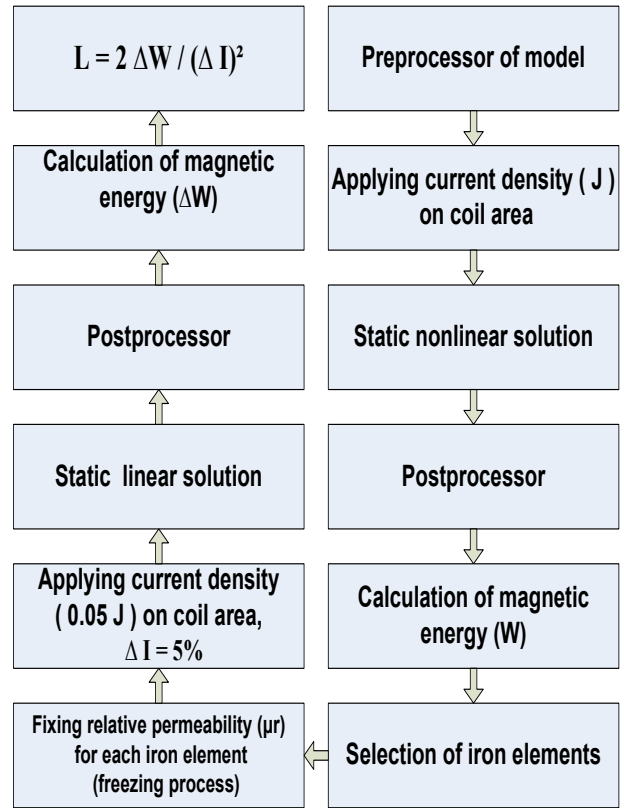 Preprocessor of model
Applying current density ( J )
on coil area
Static nonlinear solution
Postprocessor
Calculation of magnetic
energy (W)
Selection of iron elements
Fixing relative permeability (μr)
for each iron element
(freezing process)
Applying current density
( 0.05 J ) on coil area,
Δ I = 5%
Static linear solution
Postprocessor
Calculation of magnetic
energy (ΔW)
L = 2 ΔW / (Δ I)²